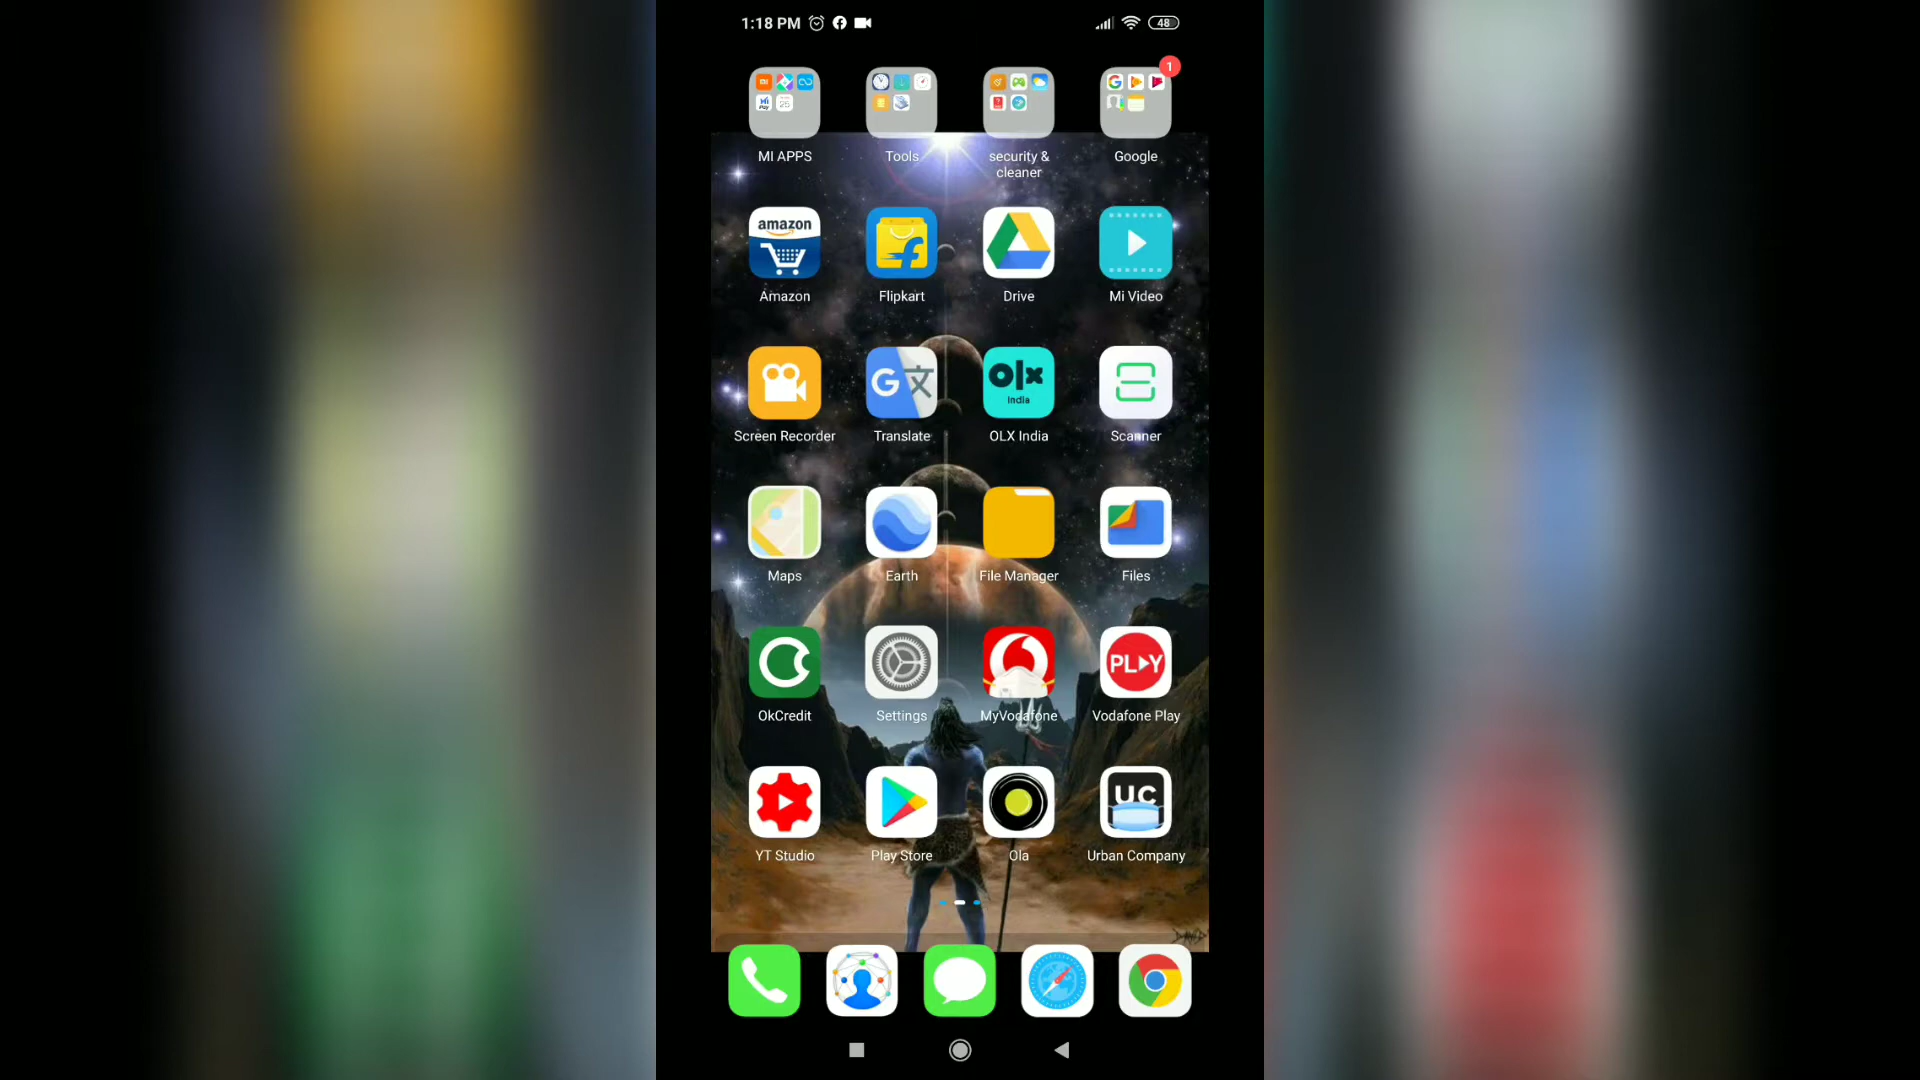 1:18 PM
48
1
MI APPS
Tools
security &
cleaner
Google
amazon
Amazon
Flipkart
Drive
Mi Video
Screen Recorder
G文
Translate
olx
India
OLX India
Scanner
Maps
Earth
File Manager
Files
OkCredit
Settings
MyVodafone
PLAY
Vodafone Play
YT Studio
Play Store
Ola
UC
Urban Company